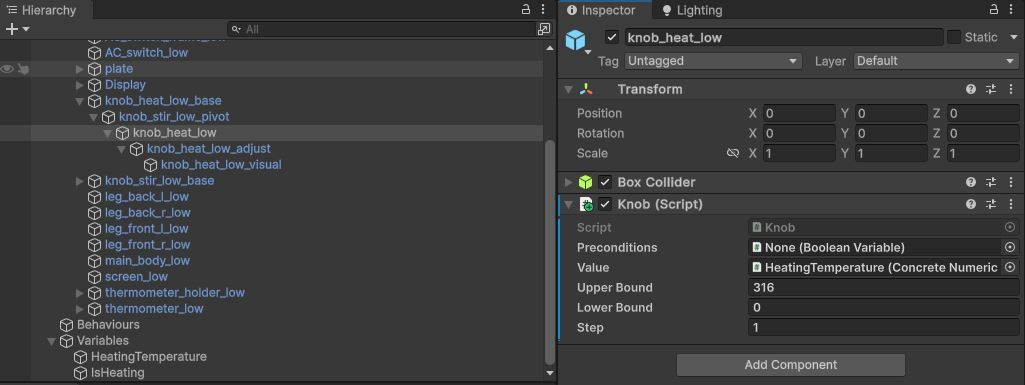 Hierarchy
All
AC_switch_low
plate
Display
knob_heat_low_base
knob_stir_low_pivot
knob_heat_low
knob_heat_low_adjust
knob_heat_low_visual
knob_stir_low_base
leg_back_l_low
leg_back_r_low
leg_front_l_low
leg_front_r_low
main_body_low
screen_low
thermometer_holder_low
thermometer_low
Behaviours
Variables
HeatingTemperature
IsHeating
Inspector Lighting
knob_heat_low Static
Tag Untagged Layer Default
Transform
Position X 0 Y 0 Z 0
Rotation X 0 Y 0 Z 0
Scale X 1 Y 1 Z 1
Box Collider
Knob (Script)
Script Knob
Preconditions None (Boolean Variable)
Value HeatingTemperature (Concrete Numeric
Upper Bound 316
Lower Bound 0
Step 1
Add Component